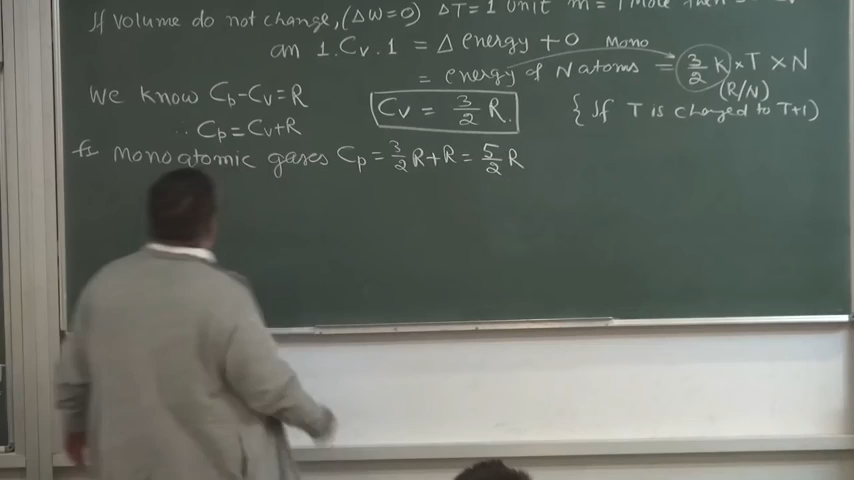 If volume do not change, (ΔW=0) ΔT=1 Unit m = 1 Mole then
an 1.Cv.1 = Δ energy + 0 Mono
= energy of N atoms = 3/2 K × T × N
(R/N)
We know Cp-Cv=R
Cv = 3/2 R.
{ If T is changed to T+1)
∴ Cp=Cv+R
Monoatomic gases Cp = 3/2 R+R = 5/2 R